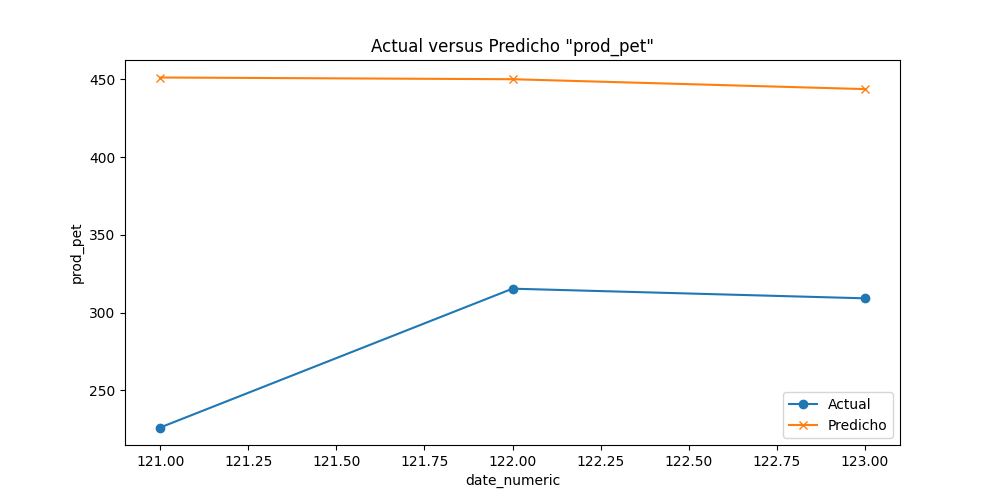 Actual versus Predicho "prod_pet"
450
400
350
300
250
prod_pet
121.00 121.25 121.50 121.75 122.00 122.25 122.50 122.75 123.00
date_numeric
Actual
Predicho